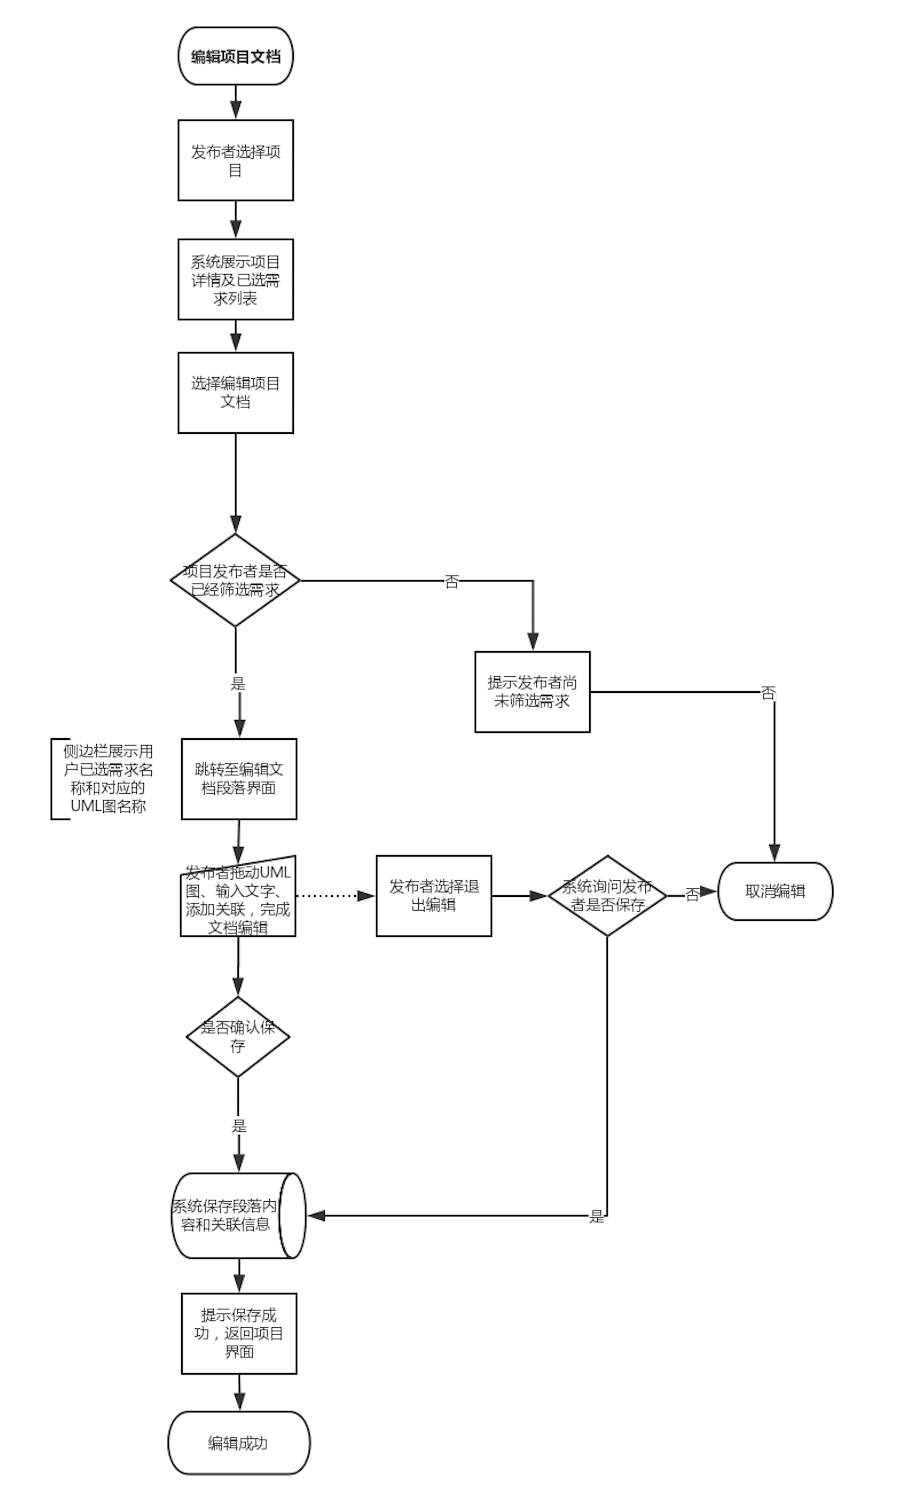 编辑项目文档
发布者选择项
目
系统展示项目
详情及已选需
求列表
选择编辑项目
文档
项目发布者是否
已经筛选需求
否
提示发布者尚
未筛选需求
否
是
侧边栏展示用
户已选需求名
称和对应的
UML图名称
跳转至编辑文
档段落界面
发布者拖动UML
图、输入文字、
添加关联，完成
文档编辑
发布者选择退
出编辑
系统询问发布
者是否保存
否
取消编辑
是否确认保
存
是
系统保存段落内
容和关联信息
是
提示保存成
功，返回项目
界面
编辑成功